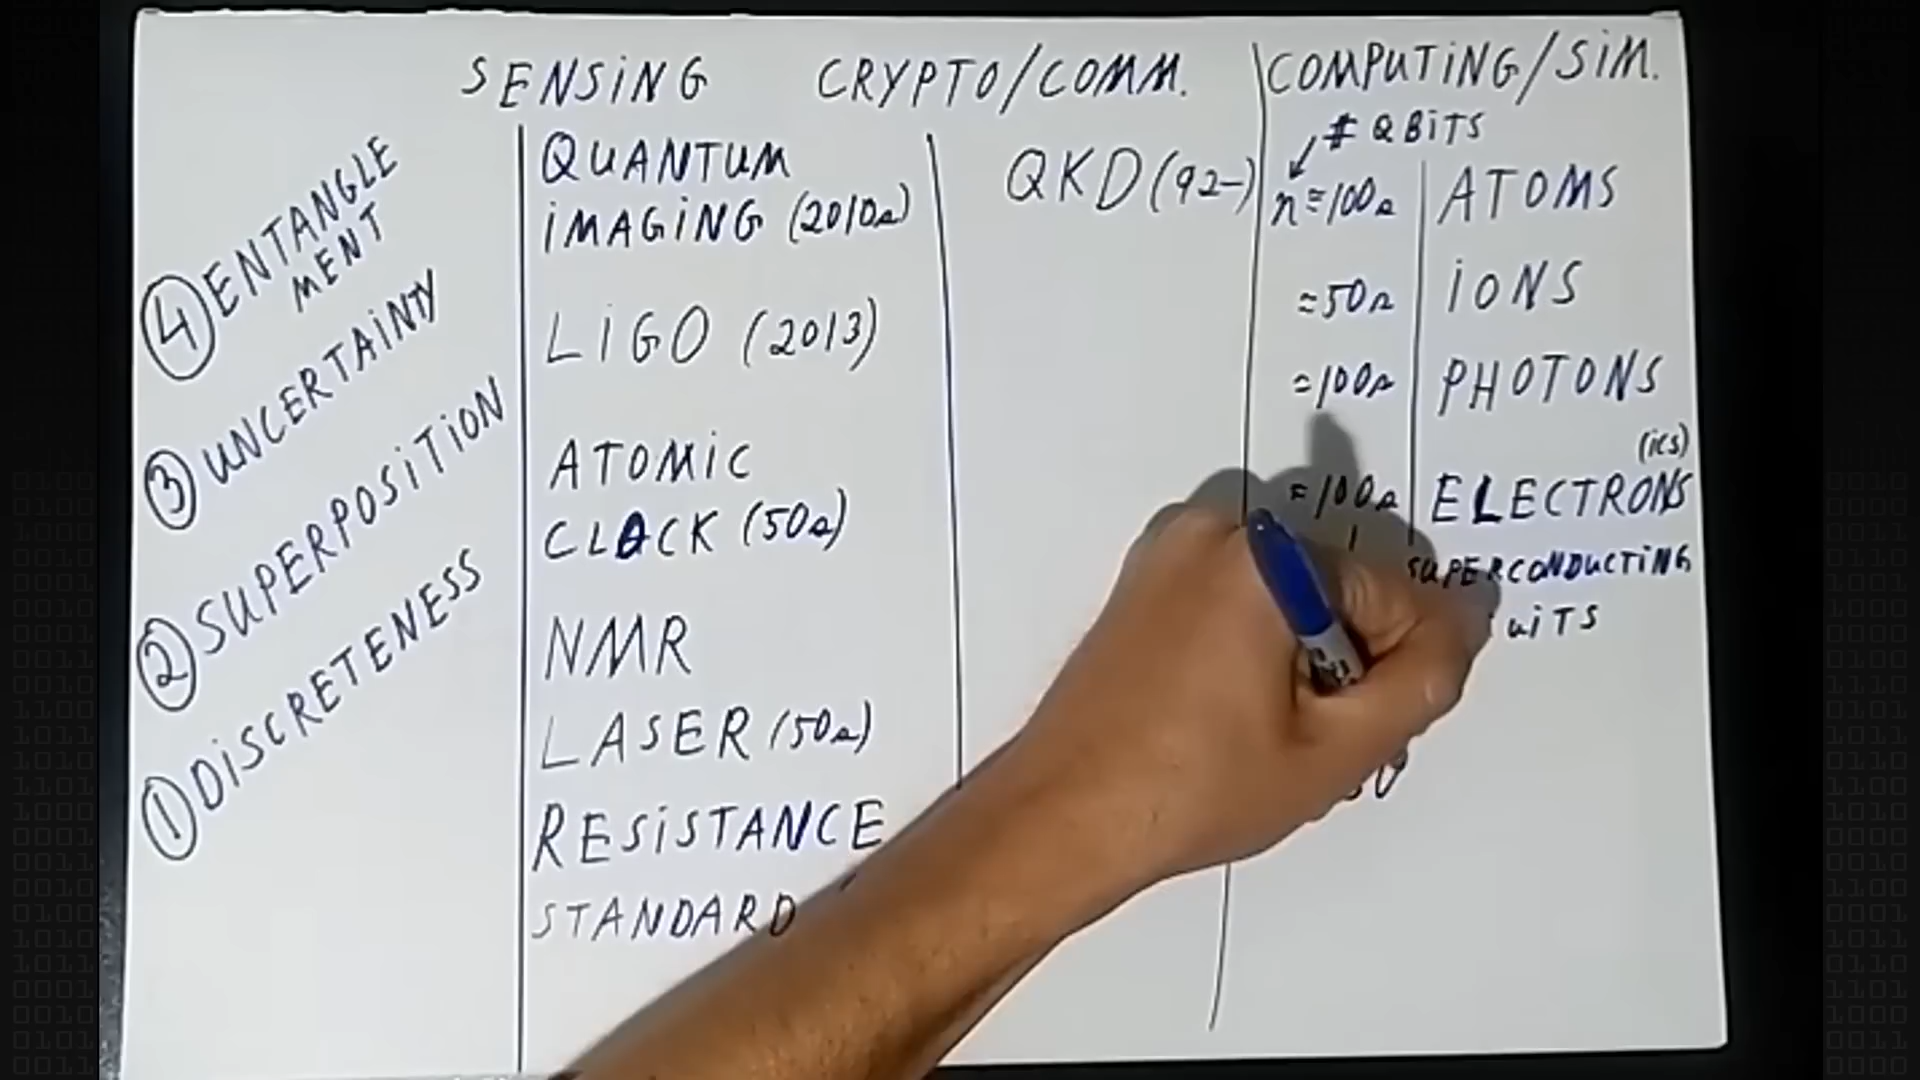 SENSING CRYPTO/COMM. COMPUTING/SIM.
④ ENTANGLE
MENT
③ UNCERTAINTY
② SUPERPOSITION
① DISCRETENESS
QUANTUM
IMAGING (2010s)
LIGO (2013)
ATOMIC
CLOCK (50s)
NMR
LASER (50s)
RESISTANCE
STANDARD
QKD (92-)
# QBITS
n ≈ 100s ATOMS
≈ 50s IONS
≈ 100s PHOTONS
(ics)
≈ 100s ELECTRONS
SUPERCONDUCTING
UITS